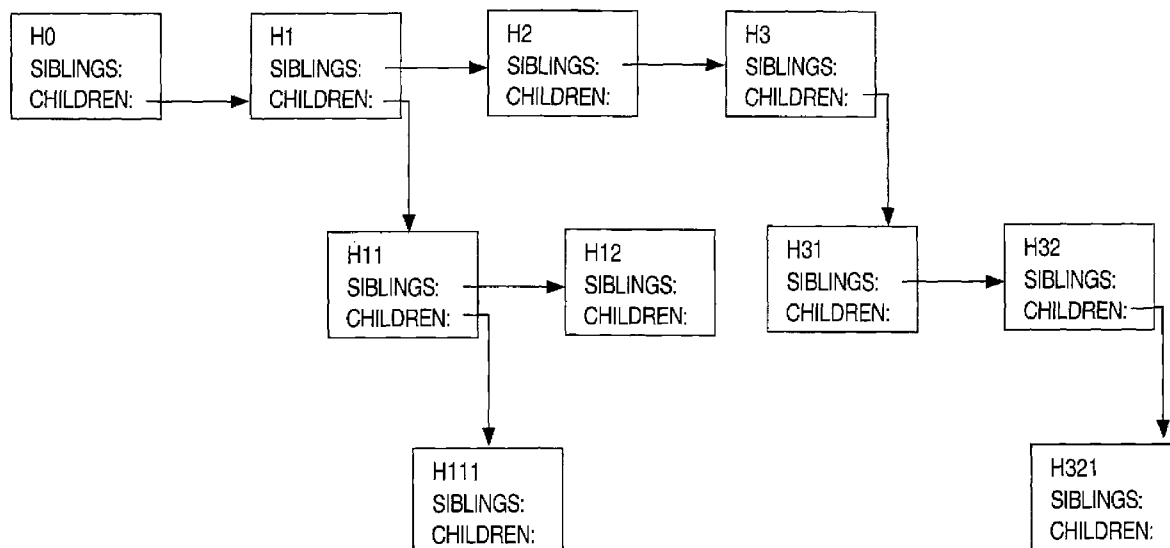 H0
SIBLINGS:
CHILDREN:
H1
SIBLINGS:
CHILDREN:
H2
SIBLINGS:
CHILDREN:
H3
SIBLINGS:
CHILDREN:
H11
SIBLINGS:
CHILDREN:
H12
SIBLINGS:
CHILDREN:
H31
SIBLINGS:
CHILDREN:
H32
SIBLINGS:
CHILDREN:
H111
SIBLINGS:
CHILDREN:
H321
SIBLINGS:
CHILDREN: